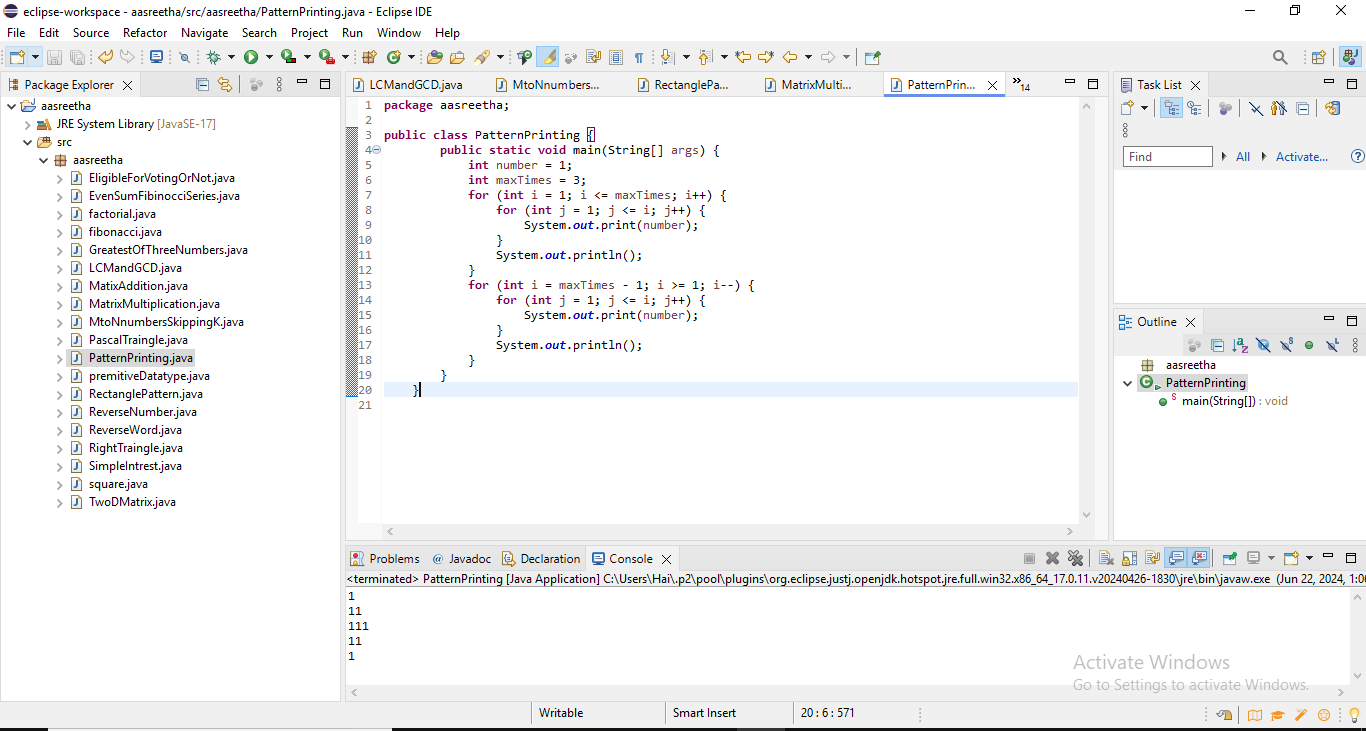 eclipse-workspace - aasreetha/src/aasreetha/PatternPrinting.java - Eclipse IDE
File Edit Source Refactor Navigate Search Project Run Window Help
Package Explorer
aasreetha
JRE System Library [JavaSE-17]
src
aasreetha
EligibleForVotingOrNot.java
EvenSumFibinocciSeries.java
factorial.java
fibonacci.java
GreatestOfThreeNumbers.java
LCMandGCD.java
MatixAddition.java
MatrixMultiplication.java
MtoNnumbersSkippingK.java
PascalTraingle.java
PatternPrinting.java
premitiveDatatype.java
RectanglePattern.java
ReverseNumber.java
ReverseWord.java
RightTraingle.java
SimpleIntrest.java
square.java
TwoDMatrix.java
LCMandGCD.java MtoNnumbers... RectanglePa... MatrixMulti... PatternPrin... »14
1 package aasreetha;
2
3 public class PatternPrinting {
4 public static void main(String[] args) {
5 int number = 1;
6 int maxTimes = 3;
7 for (int i = 1; i <= maxTimes; i++) {
8 for (int j = 1; j <= i; j++) {
9 System.out.print(number);
10 }
11 System.out.println();
12 }
13 for (int i = maxTimes - 1; i >= 1; i--) {
14 for (int j = 1; j <= i; j++) {
15 System.out.print(number);
16 }
17 System.out.println();
18 }
19 }
20 }
21
Task List
Find All Activate...
Outline
aasreetha
PatternPrinting
main(String[]) : void
Problems @ Javadoc Declaration Console
<terminated> PatternPrinting [Java Application] C:\Users\Hai\.p2\pool\plugins\org.eclipse.justj.openjdk.hotspot.jre.full.win32.x86_64_17.0.11.v20240426-1830\jre\bin\javaw.exe (Jun 22, 2024, 1:0
1
11
111
11
1
Activate Windows
Go to Settings to activate Windows.
Writable Smart Insert 20 : 6 : 571